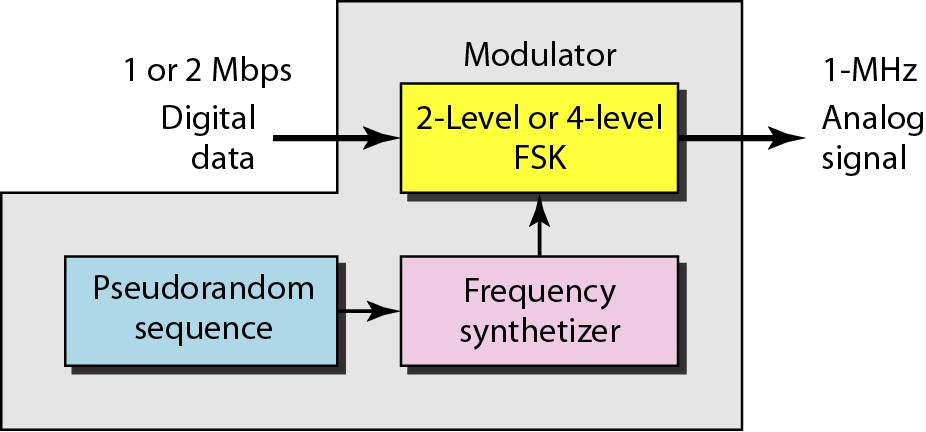 Modulator
1 or 2 Mbps
Digital
data
2-Level or 4-level
FSK
1-MHz
Analog
signal
Pseudorandom
sequence
Frequency
synthetizer